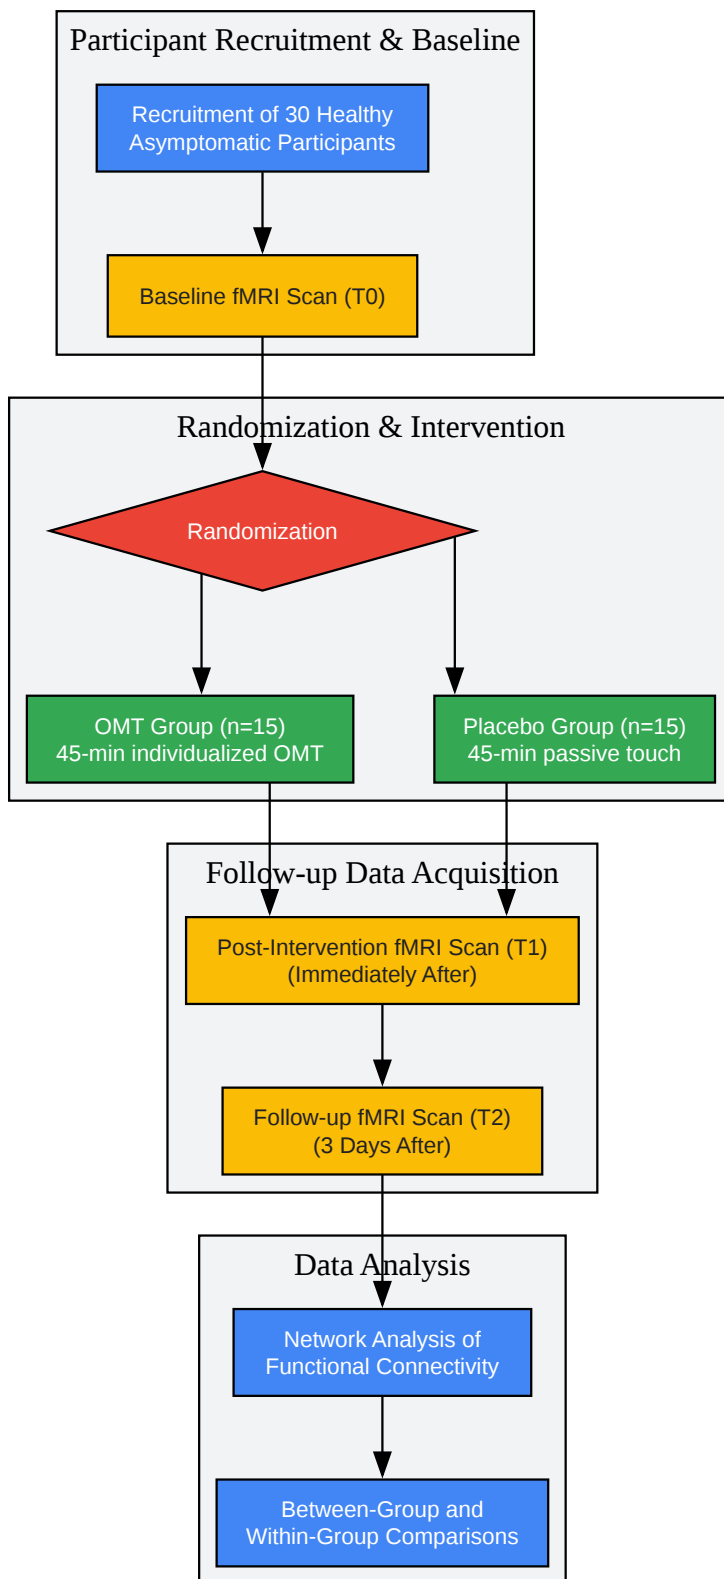 Participant Recruitment & Baseline
Recruitment of 30 Healthy
Asymptomatic Participants
Baseline fMRI Scan (T0)
Randomization & Intervention
Randomization
OMT Group (n=15)
45-min individualized OMT
Placebo Group (n=15)
45-min passive touch
Follow-up Data Acquisition
Post-Intervention fMRI Scan (T1)
(Immediately After)
Follow-up fMRI Scan (T2)
(3 Days After)
Data Analysis
Network Analysis of
Functional Connectivity
Between-Group and
Within-Group Comparisons